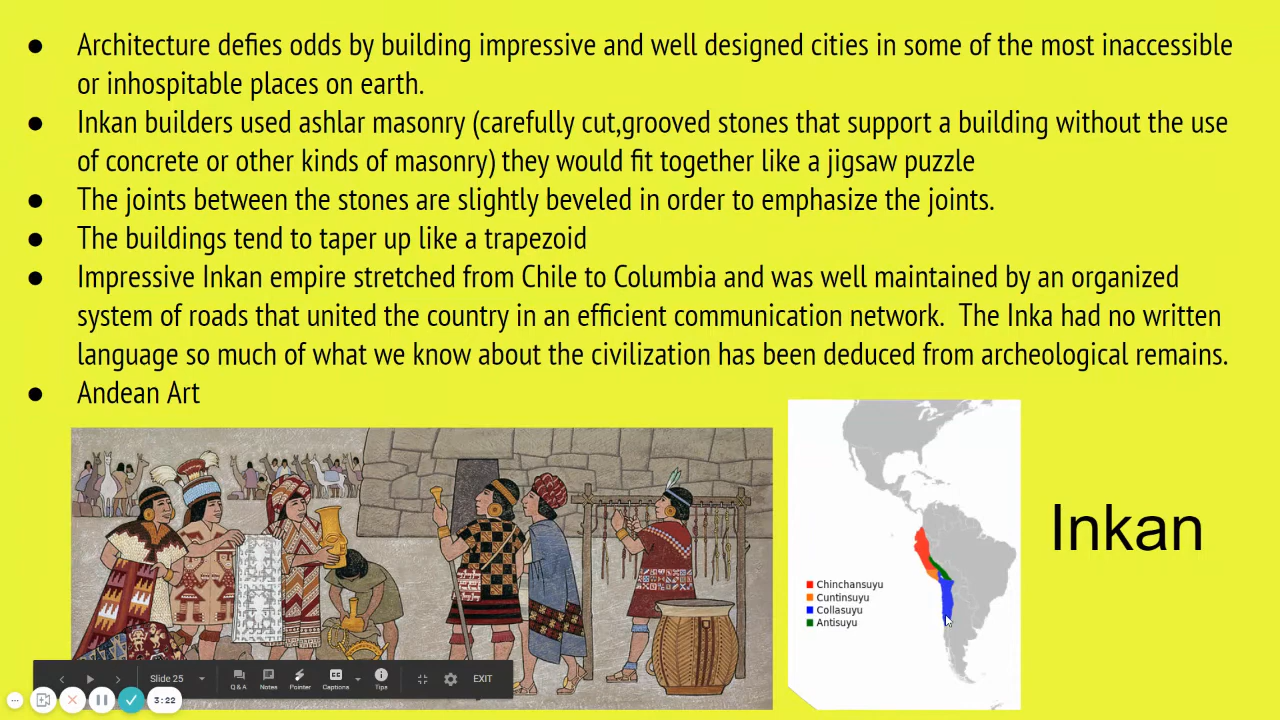 ● Architecture defies odds by building impressive and well designed cities in some of the most inaccessible
or inhospitable places on earth.
● Inkan builders used ashlar masonry (carefully cut,grooved stones that support a building without the use
of concrete or other kinds of masonry) they would fit together like a jigsaw puzzle
● The joints between the stones are slightly beveled in order to emphasize the joints.
● The buildings tend to taper up like a trapezoid
● Impressive Inkan empire stretched from Chile to Columbia and was well maintained by an organized
system of roads that united the country in an efficient communication network.  The Inka had no written
language so much of what we know about the civilization has been deduced from archeological remains.
● Andean Art
Inkan
Chinchansuyu
Cuntinsuyu
Collasuyu
Antisuyu
Slide 25
Q&A
Notes
Pointer
CC
Captions
Tips
EXIT
3:22